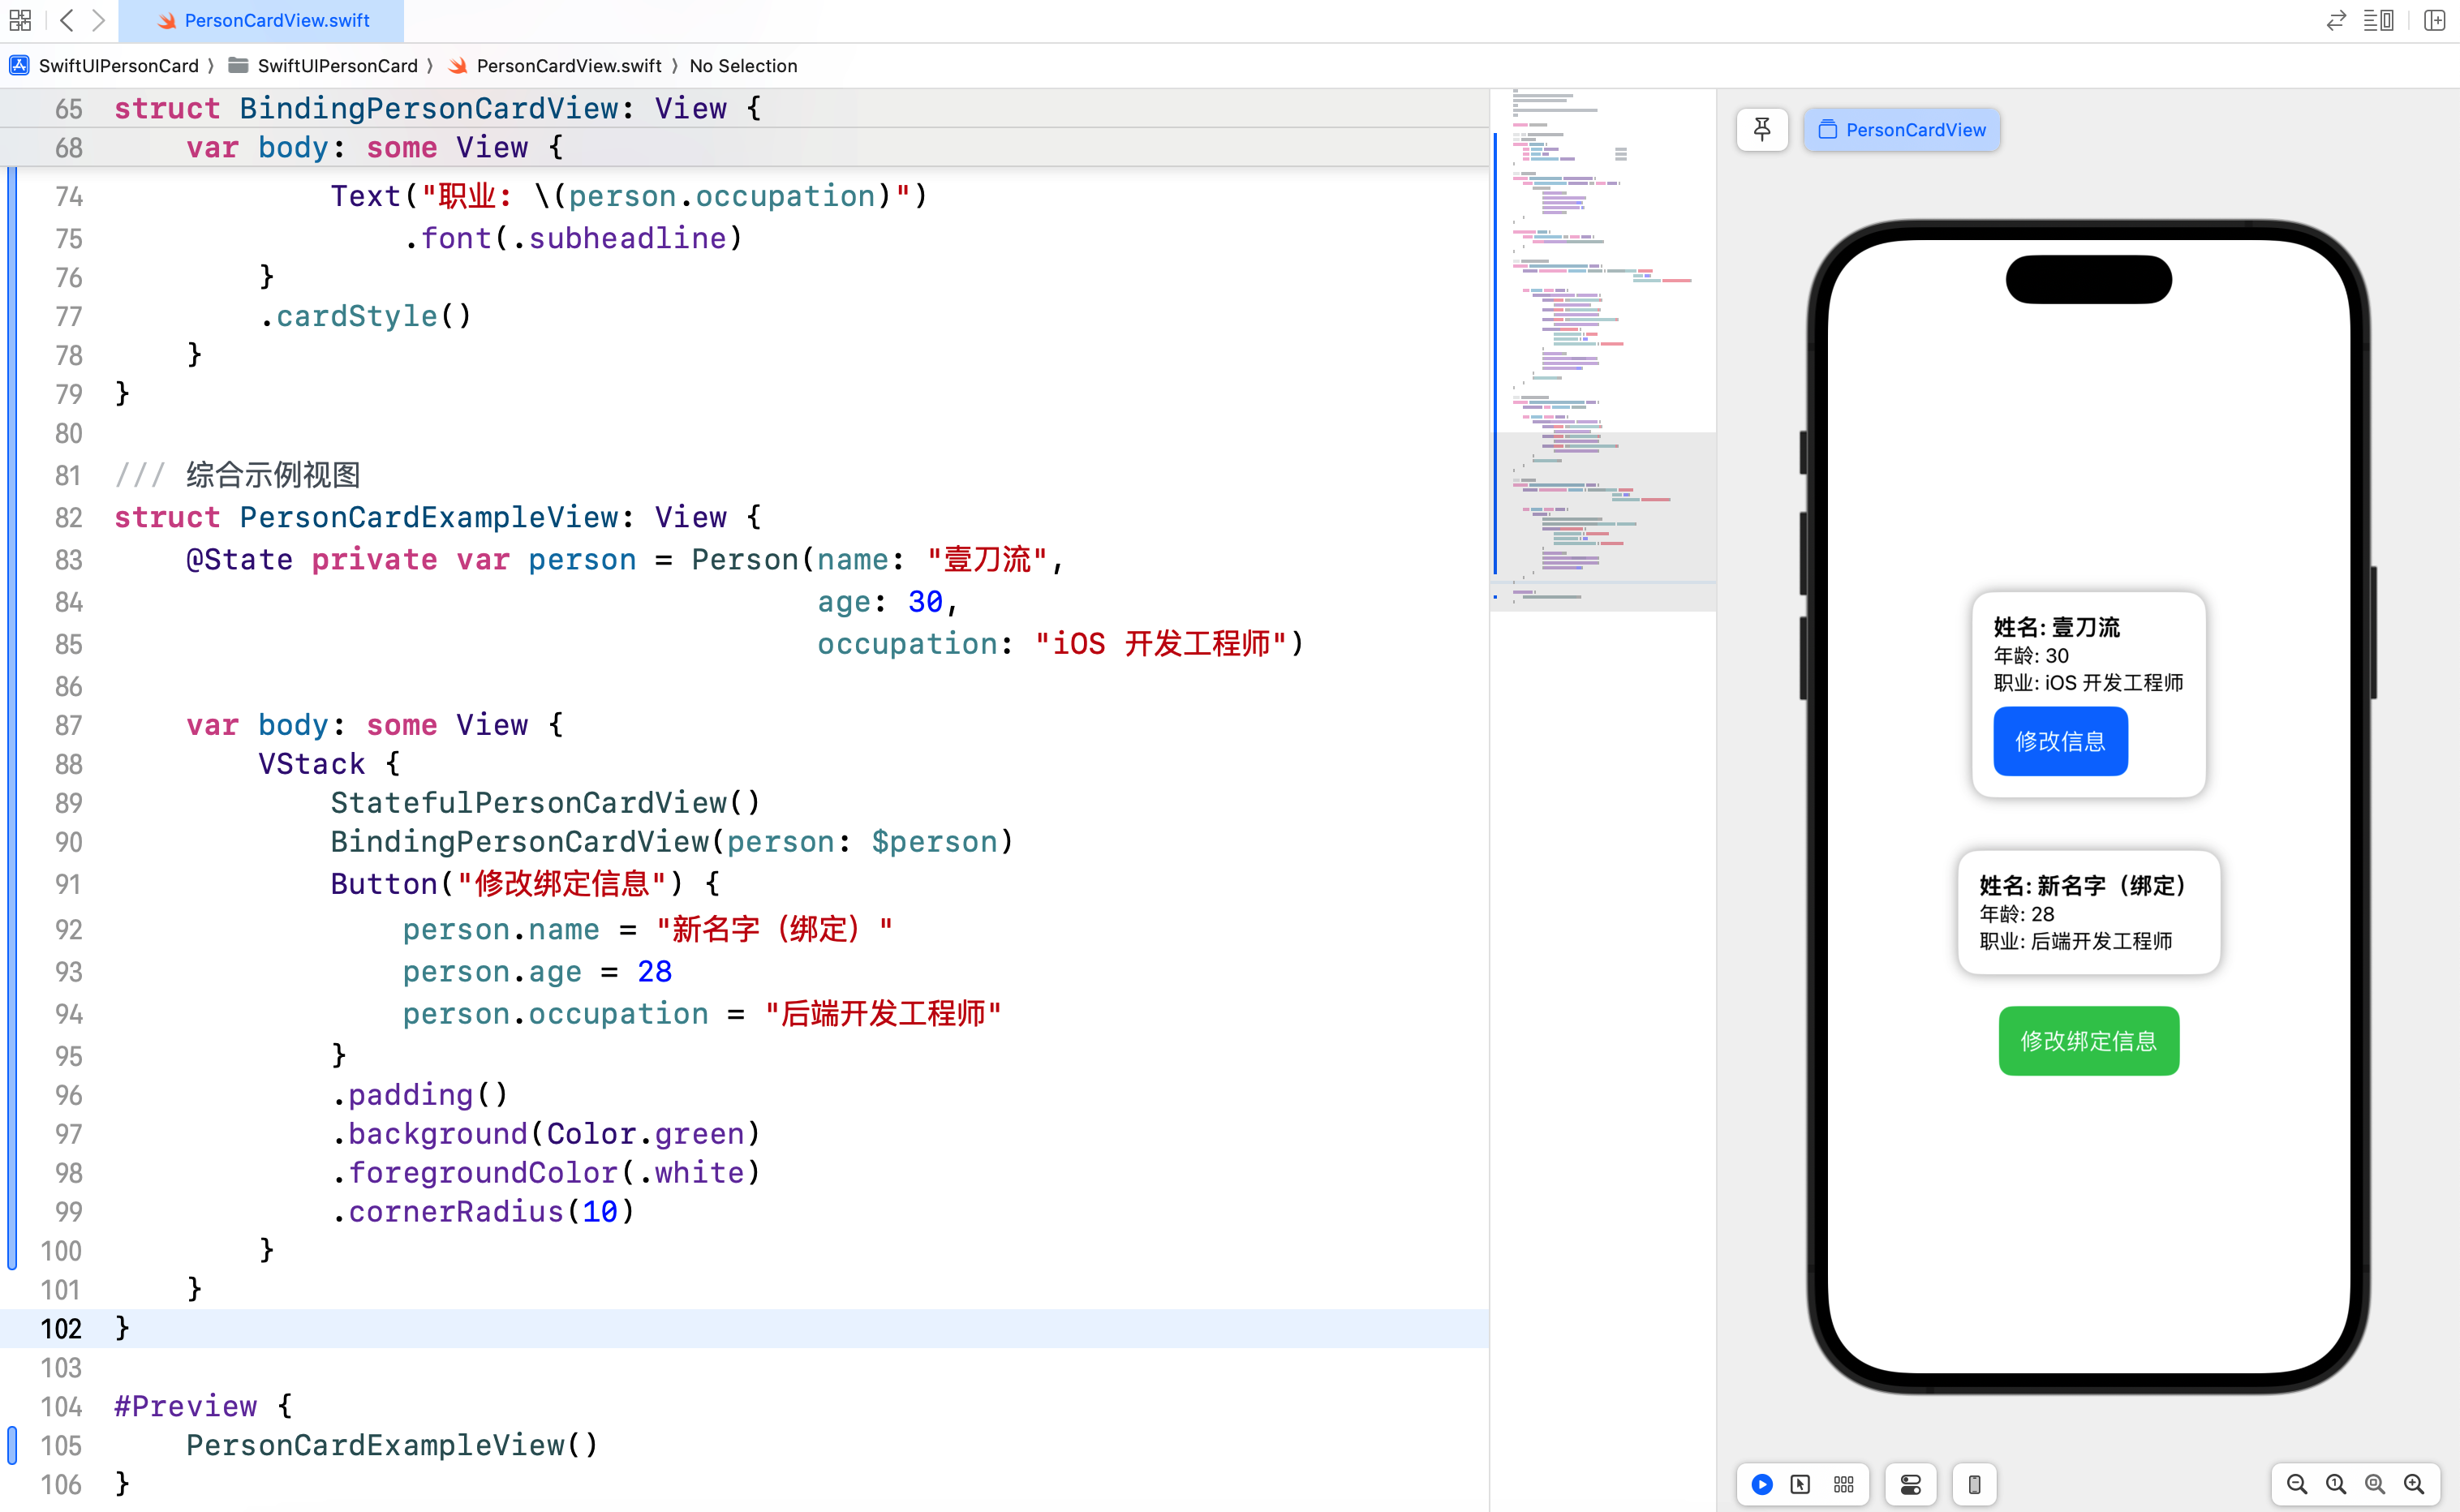 PersonCardView.swift
SwiftUIPersonCard 〉 SwiftUIPersonCard 〉 PersonCardView.swift 〉 No Selection
65 struct BindingPersonCardView: View {
68 var body: some View {
74 Text("职业: \(person.occupation)")
75 .font(.subheadline)
76 }
77 .cardStyle()
78 }
79 }
80
81 /// 综合示例视图
82 struct PersonCardExampleView: View {
83 @State private var person = Person(name: "壹刀流",
84 age: 30,
85 occupation: "iOS 开发工程师")
86
87 var body: some View {
88 VStack {
89 StatefulPersonCardView()
90 BindingPersonCardView(person: $person)
91 Button("修改绑定信息") {
92 person.name = "新名字（绑定）"
93 person.age = 28
94 person.occupation = "后端开发工程师"
95 }
96 .padding()
97 .background(Color.green)
98 .foregroundColor(.white)
99 .cornerRadius(10)
100 }
101 }
102 }
103
104 #Preview {
105 PersonCardExampleView()
106 }
PersonCardView
姓名: 壹刀流
年龄: 30
职业: iOS 开发工程师
修改信息
姓名: 新名字（绑定）
年龄: 28
职业: 后端开发工程师
修改绑定信息